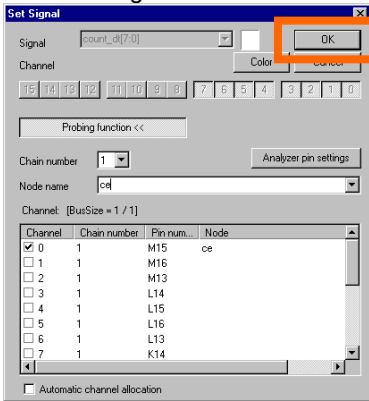 Set Signal
Signal count_dt[7:0] OK
Channel Color Cancel
15 14 13 12 11 10 9 8 7 6 5 4 3 2 1 0
Probing function <<
Chain number 1 Analyzer pin settings
Node name ce
Channel: [BusSize = 1 / 1]
Channel Chain number Pin num... Node
0 1 M15 ce
1 1 M16
2 1 M13
3 1 L14
4 1 L15
5 1 L16
6 1 L13
7 1 K14
Automatic channel allocation